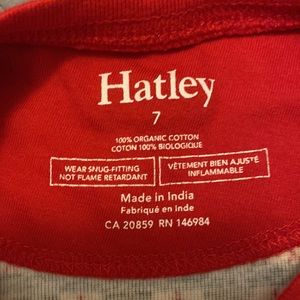 Hatley
7
100% ORGANIC COTTON
COTON 100% BIOLOGIQUE
WEAR SNUG-FITTING
NOT FLAME RETARDANT
VÊTEMENT BIEN AJUSTÉ
INFLAMMABLE
Made in India
Fabriqué en Inde
CA 20859 RN 146984